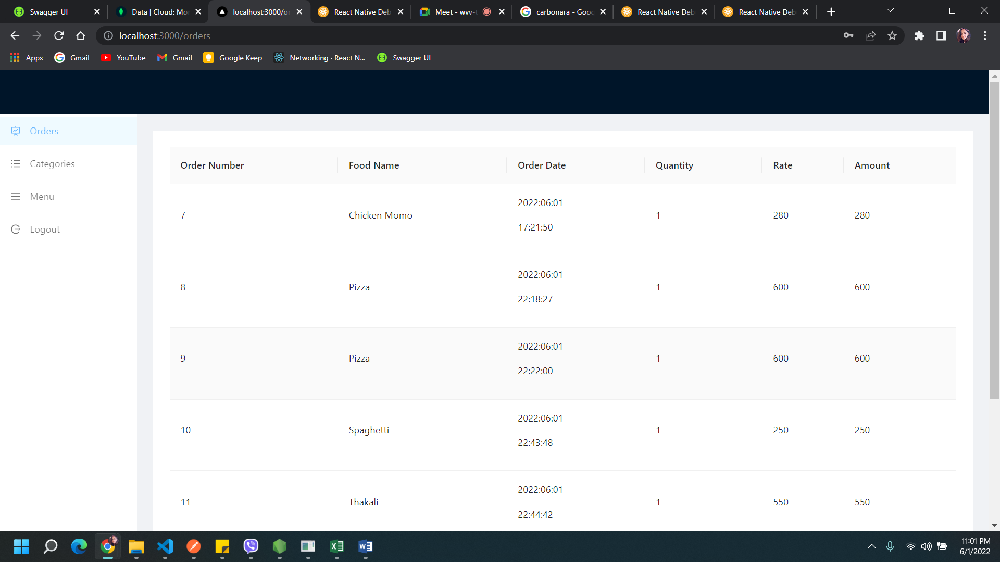 Swagger UI
Data | Cloud: Mo
localhost:3000/or
React Native Deb
Meet - wvv-t
carbonara - Goog
React Native Deb
React Native Deb
localhost:3000/orders
Apps
Gmail
YouTube
Gmail
Google Keep
Networking · React N...
Swagger UI
Orders
Categories
Menu
Logout
Order Number Food Name Order Date Quantity Rate Amount
7 Chicken Momo 2022:06:01 1 280 280
17:21:50
8 Pizza 2022:06:01 1 600 600
22:18:27
9 Pizza 2022:06:01 1 600 600
22:22:00
10 Spaghetti 2022:06:01 1 250 250
22:43:48
11 Thakali 2022:06:01 1 550 550
22:44:42
11:01 PM
6/1/2022